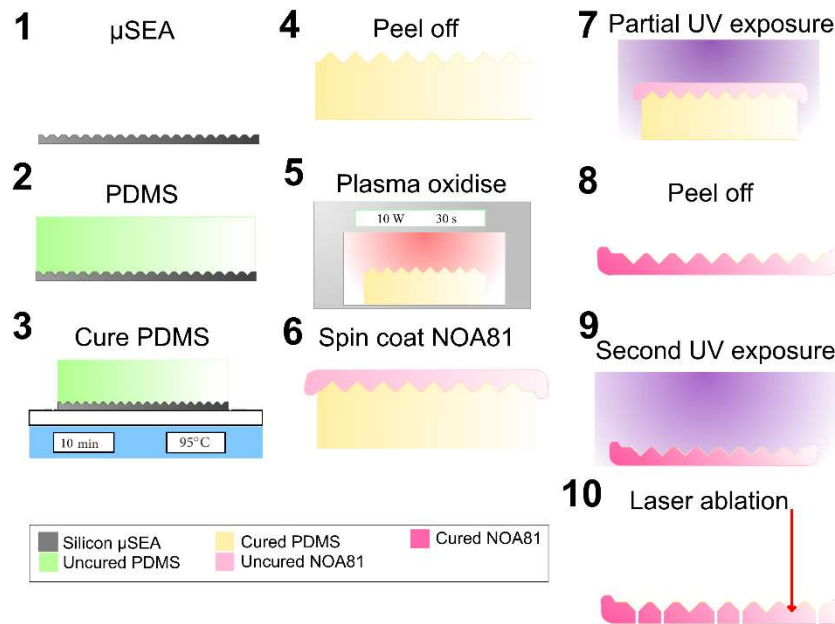 1
µSEA
2
PDMS
3
Cure PDMS
10 min
95°C
4
Peel off
5
Plasma oxidise
10 W
30 s
6
Spin coat NOA81
7
Partial UV exposure
8
Peel off
9
Second UV exposure
10
Laser ablation
Silicon µSEA
Cured PDMS
Cured NOA81
Uncured PDMS
Uncured NOA81